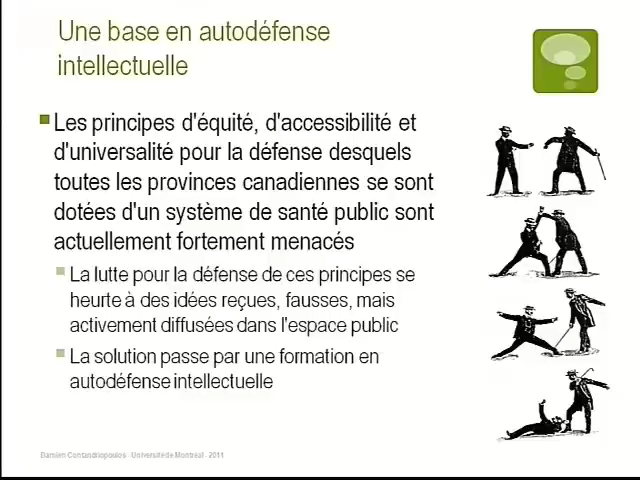 Une base en autodéfense
intellectuelle
Les principes d'équité, d'accessibilité et
d'universalité pour la défense desquels
toutes les provinces canadiennes se sont
dotées d'un système de santé public sont
actuellement fortement menacés
La lutte pour la défense de ces principes se
heurte à des idées reçues, fausses, mais
activement diffusées dans l'espace public
La solution passe par une formation en
autodéfense intellectuelle
Damien Contandriopoulos - Université de Montréal - 2011